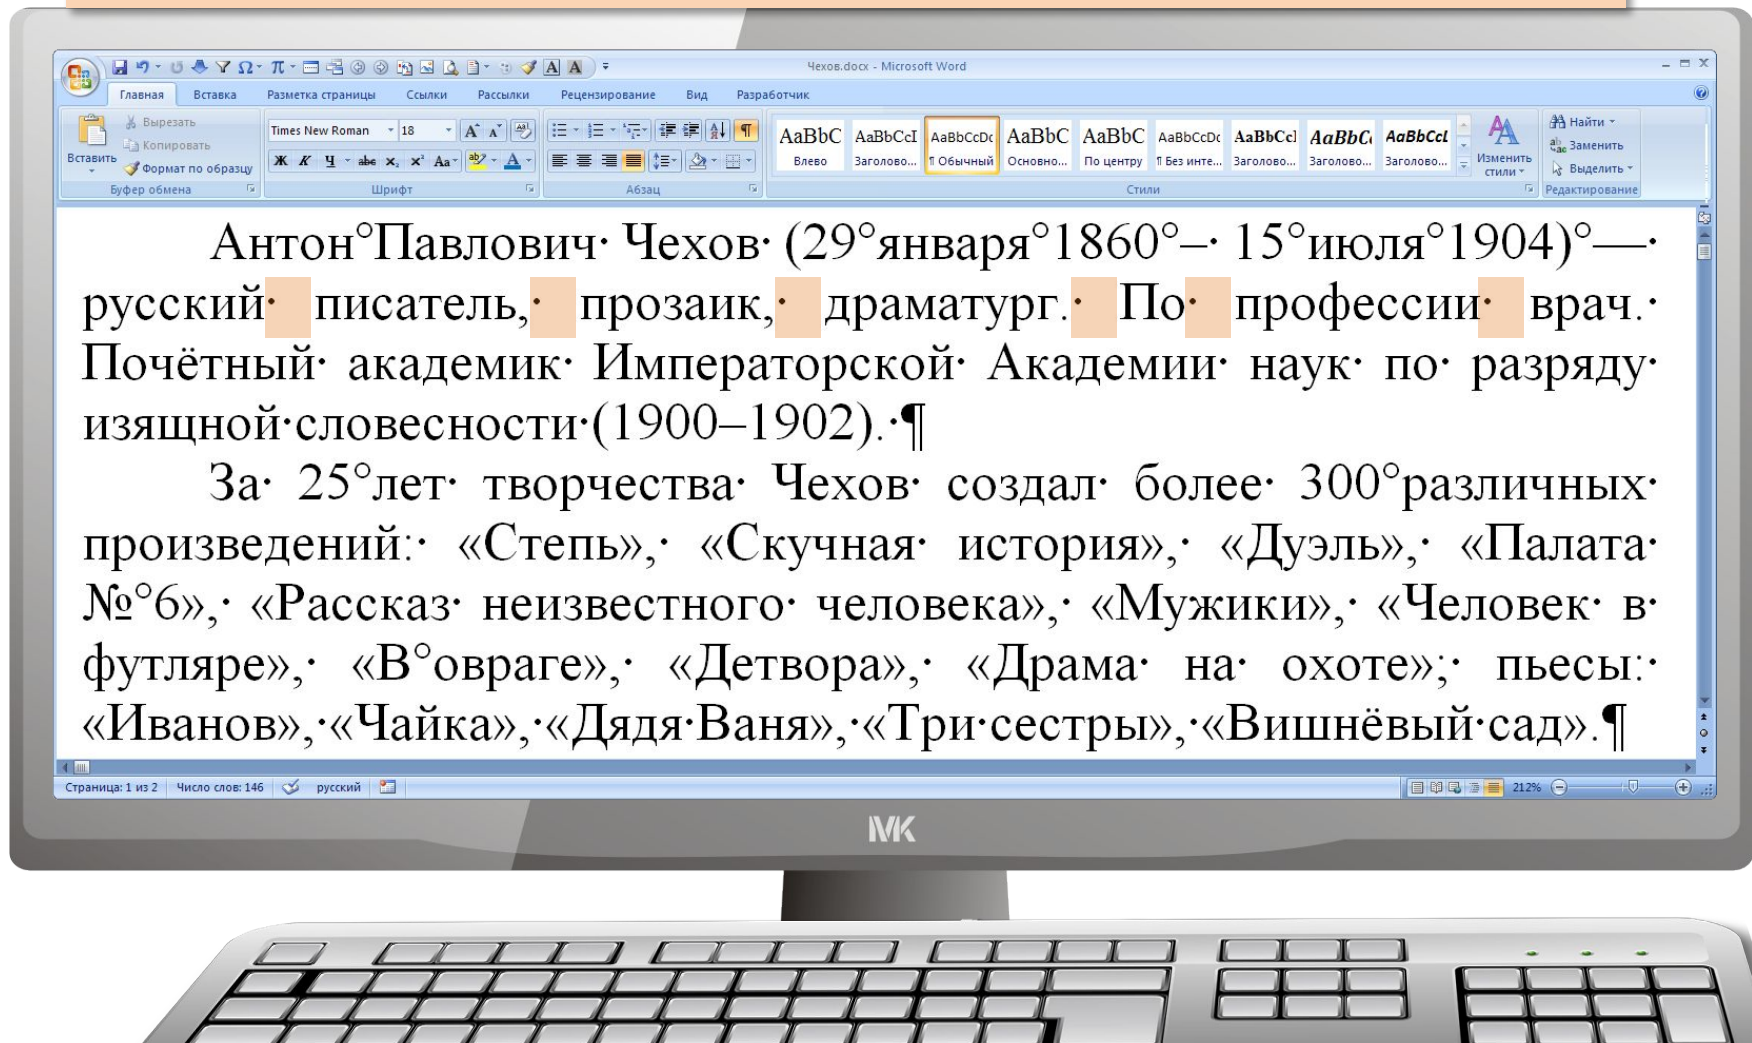 Чехов.docx - Microsoft Word
Главная Вставка Разметка страницы Ссылки Рассылки Рецензирование Вид Разработчик
Вставить
Вырезать
Копировать
Формат по образцу
Буфер обмена
Times New Roman 18
Ж К Ч abc x₂ x² Aa
Шрифт
Абзац
AaBbC AaBbCcI AaBbCcDc AaBbC AaBbC AaBbCcDc AaBbCcI AaBbC AaBbCcL
Влево Заголово... ¶ Обычный Основно... По центру ¶ Без инте... Заголово... Заголово... Заголово...
Изменить стили
Стили
Найти
Заменить
Выделить
Редактирование
Антон°Павлович· Чехов· (29°января°1860°–· 15°июля°1904)°—·
русский· писатель,· прозаик,· драматург.· По· профессии· врач.·
Почётный· академик· Императорской· Академии· наук· по· разряду·
изящной·словесности·(1900–1902).·¶
За· 25°лет· творчества· Чехов· создал· более· 300°различных·
произведений:· «Степь»,· «Скучная· история»,· «Дуэль»,· «Палата·
№°6»,· «Рассказ· неизвестного· человека»,· «Мужики»,· «Человек· в·
футляре»,· «В°овраге»,· «Детвора»,· «Драма· на· охоте»;· пьесы:·
«Иванов»,·«Чайка»,·«Дядя·Ваня»,·«Три·сестры»,·«Вишнёвый·сад».¶
Страница: 1 из 2 Число слов: 146 русский 212%
MK